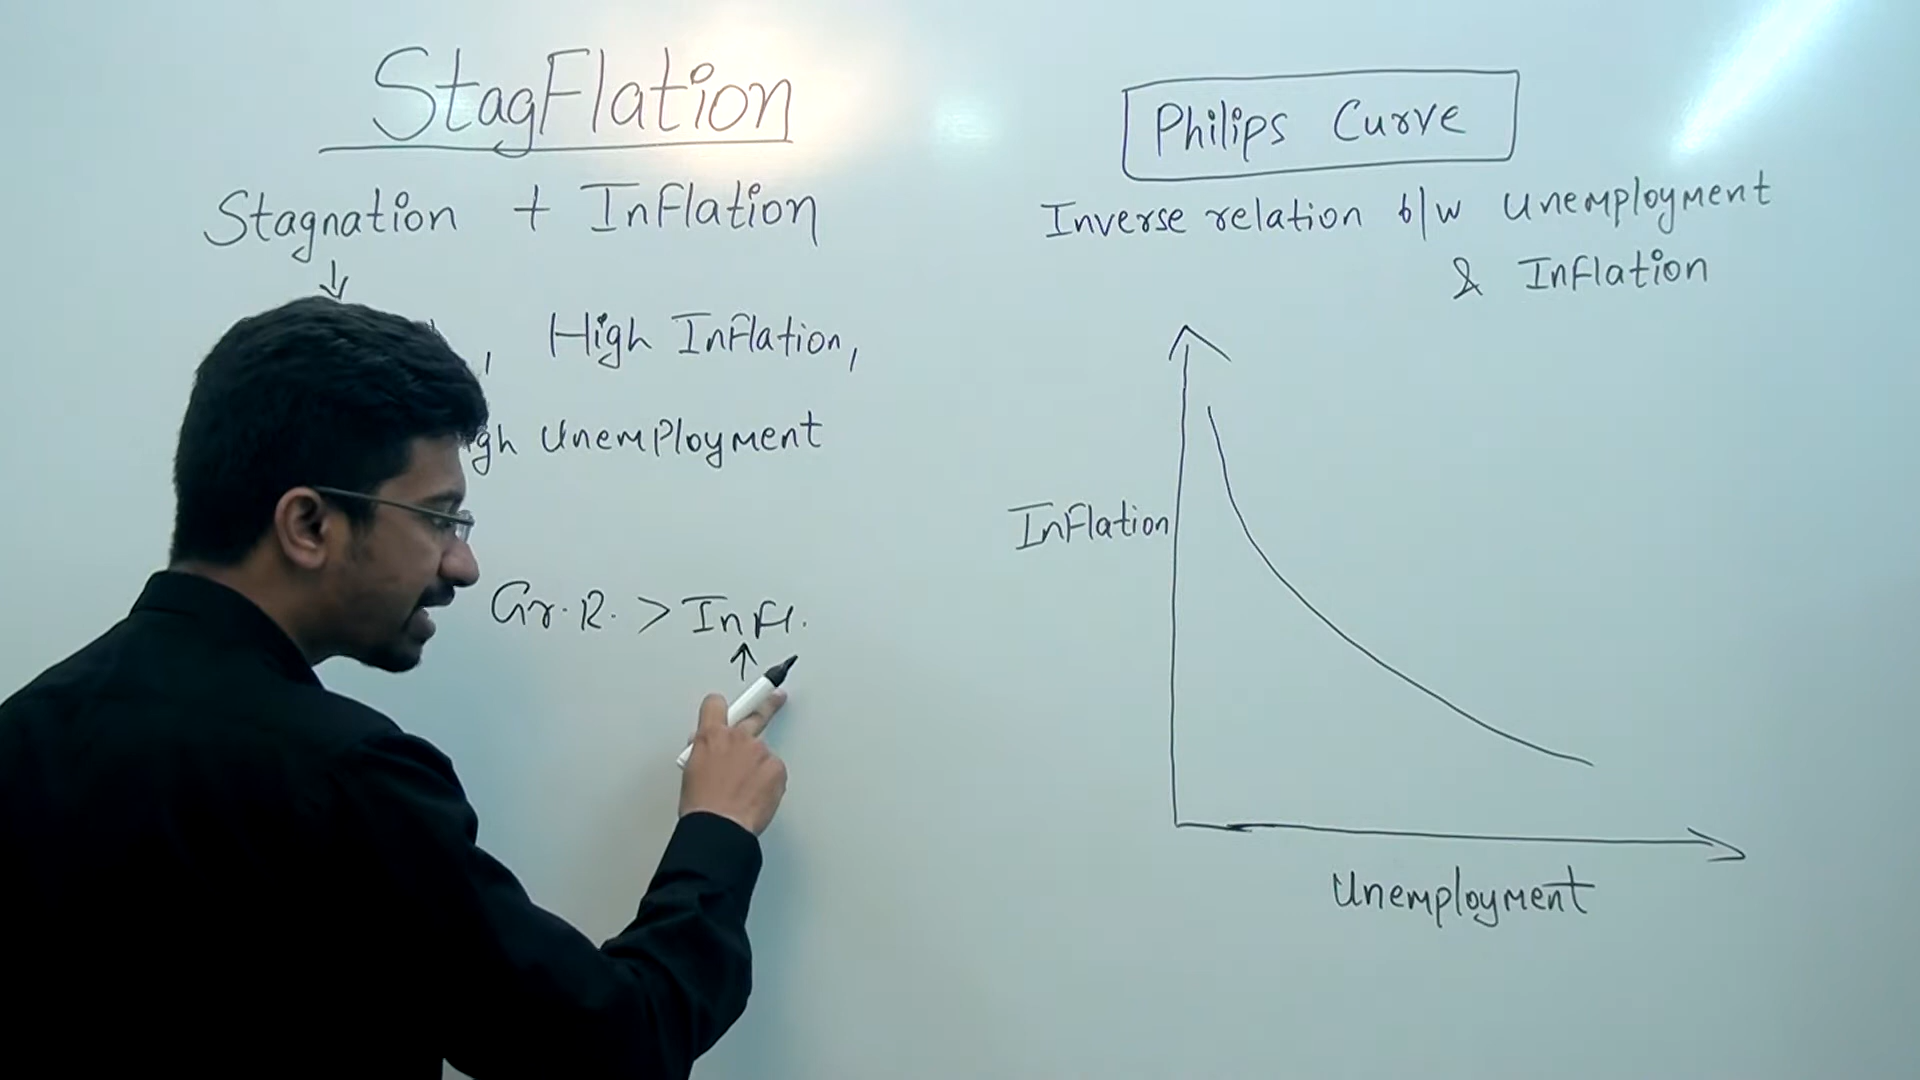 StagFlation
Stagnation + Inflation
↓
, High Inflation,
gh Unemployment
Gr. R. > Infl.
↑
Philips Curve
Inverse relation b/w Unemployment
& Inflation
Inflation
Unemployment